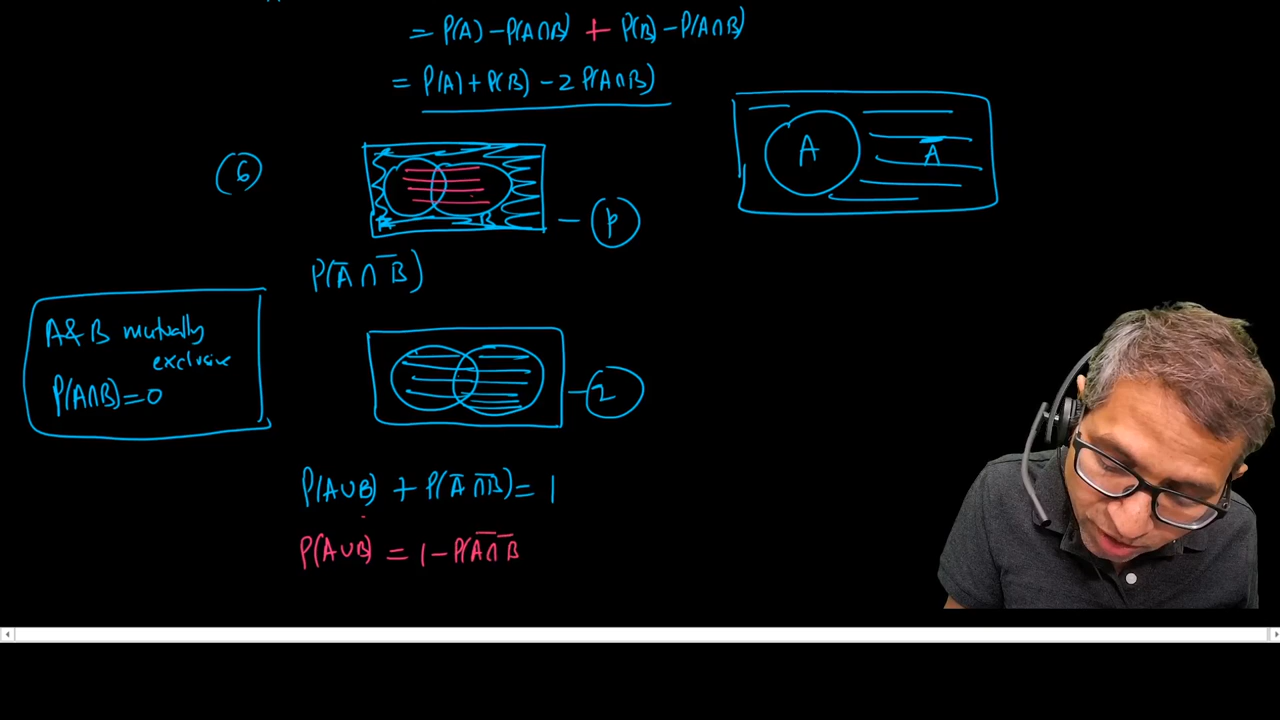 = P(A) – P(A∩B) + P(B) – P(A∩B)
= P(A) + P(B) – 2 P(A∩B)
A
A̅
6
P(A̅ ∩ B̅)
A & B mutually
exclusive
P(A∩B) = 0
2
P(A∪B) + P(A̅ ∩ B̅) = 1
P(A∪B) = 1 – P(A̅ ∩ B̅